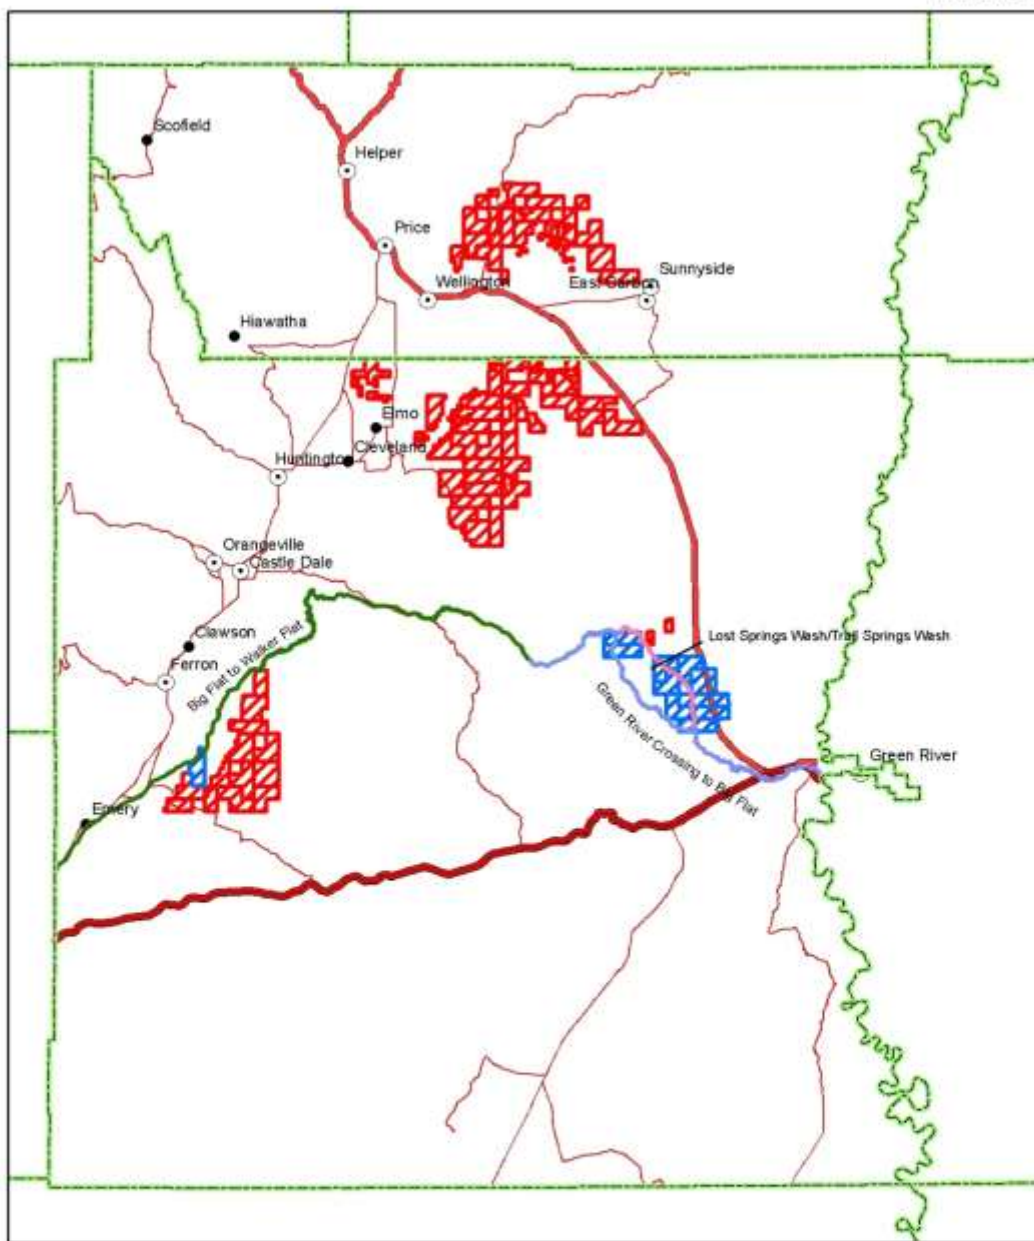 Scofield
Helper
Price
Sunnyside
Wellington
East Carbon
Hiawatha
Elmo
Cleveland
Huntington
Orangeville
Castle Dale
Clawson
Ferron
Big Flat to Walker Flat
Lost Springs Wash/Trail Springs Wash
Green River Crossing to Big Flat
Green River
Emery